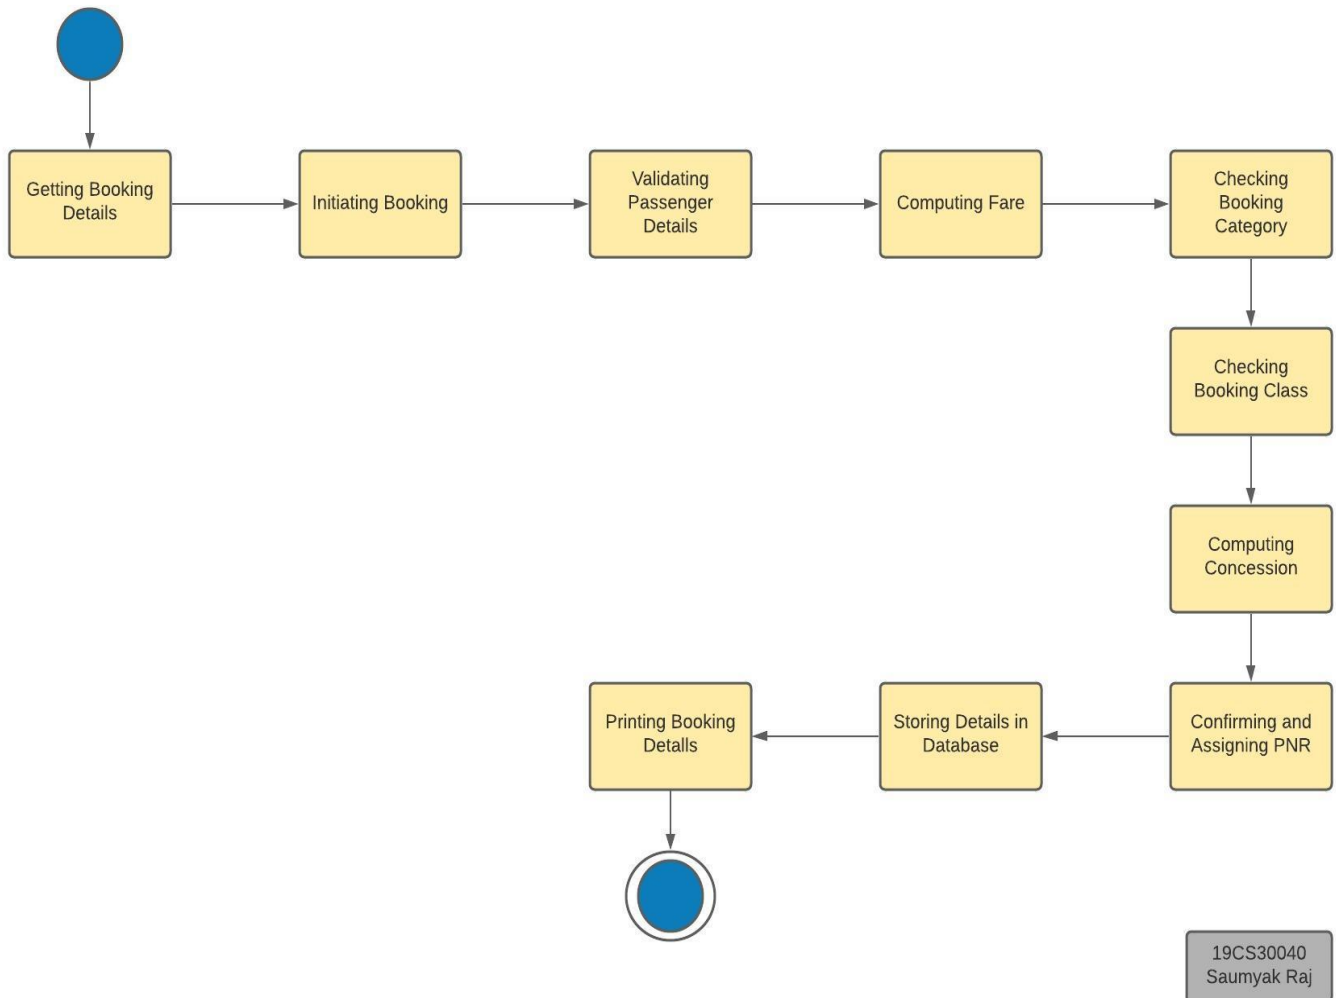 Getting Booking
Details
Initiating Booking
Validating
Passenger
Details
Computing Fare
Checking
Booking
Category
Checking
Booking Class
Computing
Concession
Confirming and
Assigning PNR
Storing Details in
Database
Printing Booking
Detalls
19CS30040
Saumyak Raj